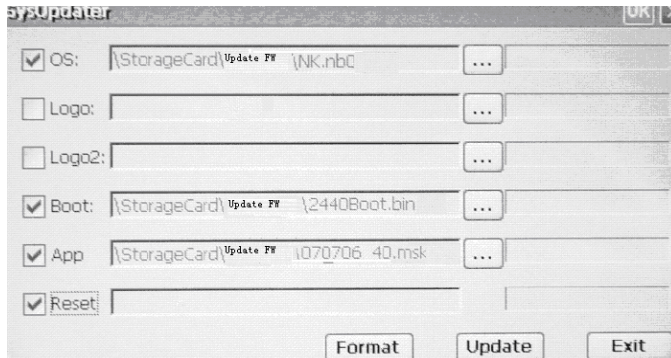 SysUpdater OK
OS: \StorageCard\Update FW \NK.nb0 ...
Logo: ...
Logo2: ...
Boot: \StorageCard\Update FW \2440Boot.bin ...
App \StorageCard\Update FW \070706_40.msk ...
Reset
Format Update Exit